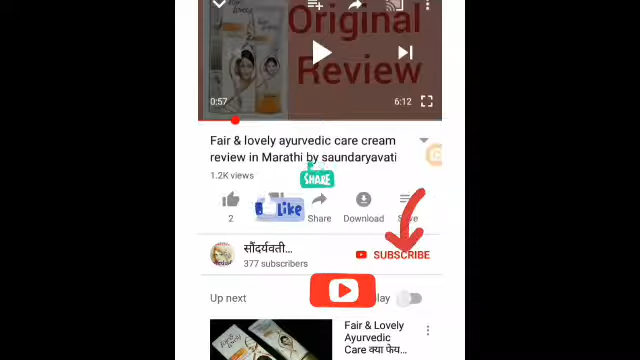 Original
Review
0:57
6:12
Fair & lovely ayurvedic care cream
review in Marathi by saundaryavati
1.2K views
SHARE
2
Like
Share
Download
सौंदर्यवती...
SUBSCRIBE
377 subscribers
Up next
Fair & Lovely
Ayurvedic
Care क्या फेय...